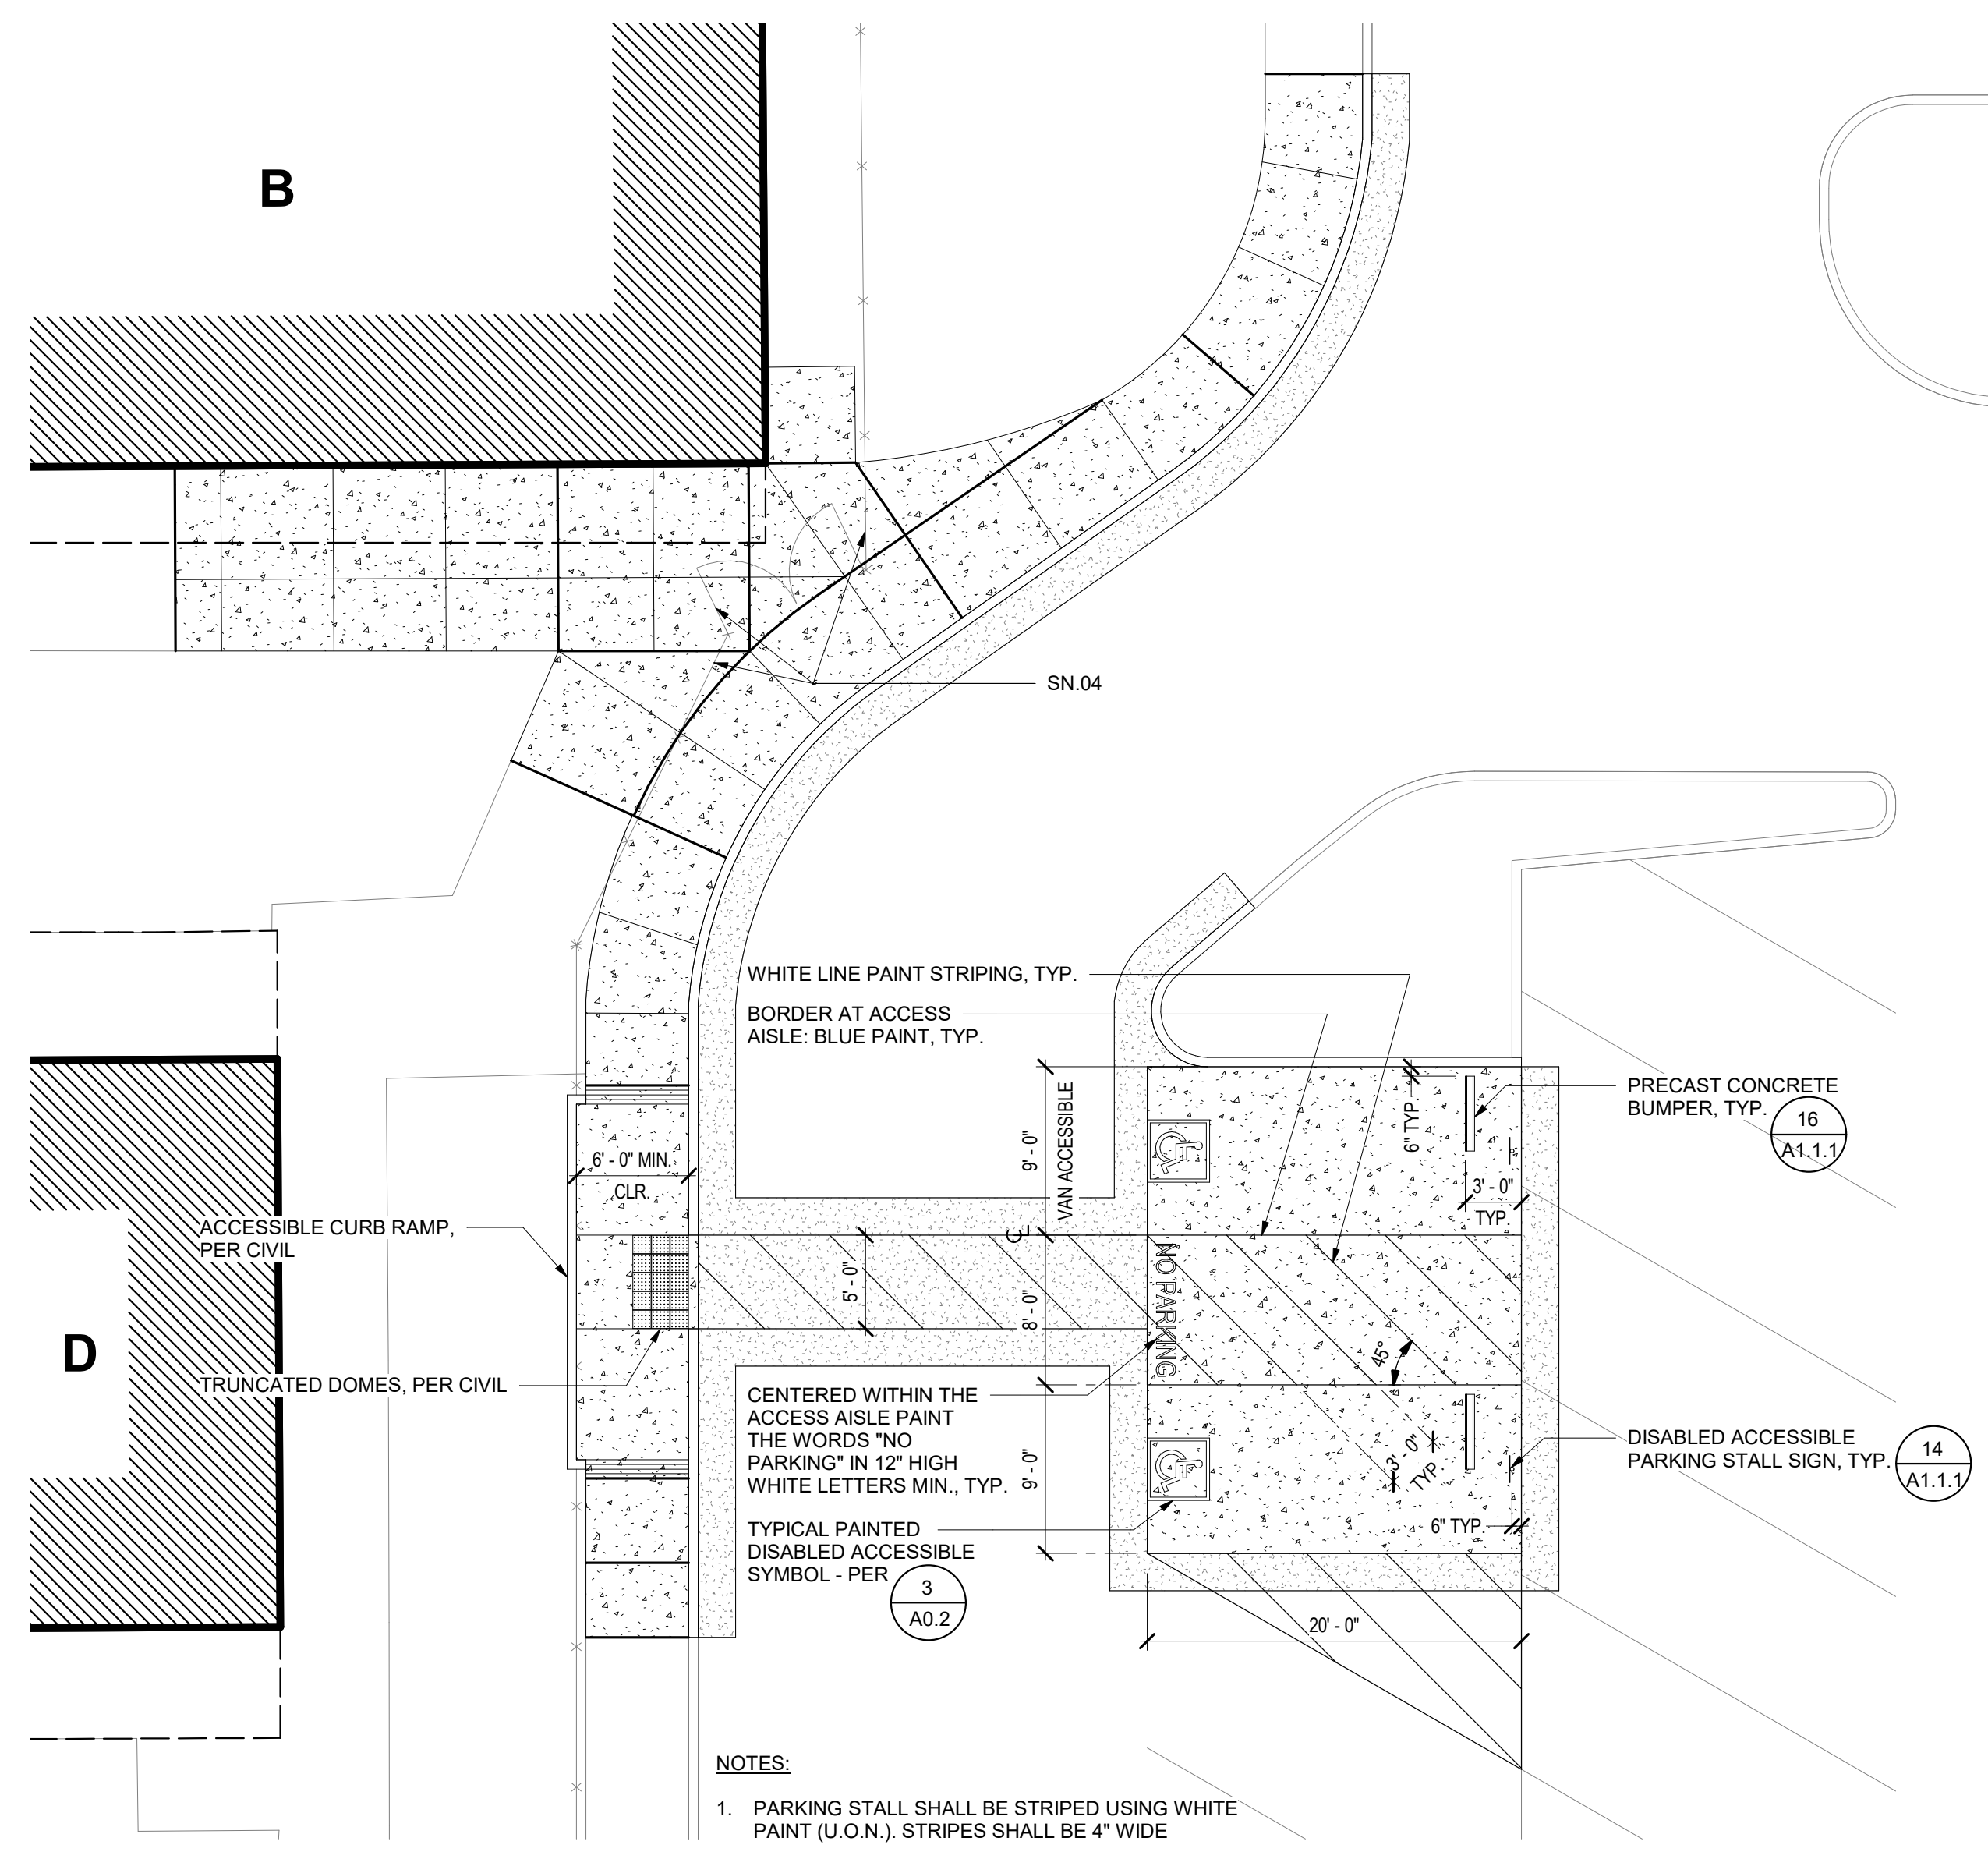 B
SN.04
WHITE LINE PAINT STRIPING, TYP.
BORDER AT ACCESS
AISLE: BLUE PAINT, TYP.
VAN ACCESSIBLE
9' - 0"
6" TYP.
PRECAST CONCRETE
BUMPER, TYP.
16
A1.1.1
6' - 0" MIN.
CLR.
3' - 0"
TYP.
ACCESSIBLE CURB RAMP,
PER CIVIL
5' - 0"
8' - 0"
NO PARKING
45°
D
TRUNCATED DOMES, PER CIVIL
CENTERED WITHIN THE
ACCESS AISLE PAINT
THE WORDS "NO
PARKING" IN 12" HIGH
WHITE LETTERS MIN., TYP.
9' - 0"
3' - 0"
TYP.
DISABLED ACCESSIBLE
PARKING STALL SIGN, TYP.
14
A1.1.1
6" TYP.
TYPICAL PAINTED
DISABLED ACCESSIBLE
SYMBOL - PER
3
A0.2
20' - 0"
NOTES:
1. PARKING STALL SHALL BE STRIPED USING WHITE
PAINT (U.O.N.). STRIPES SHALL BE 4" WIDE